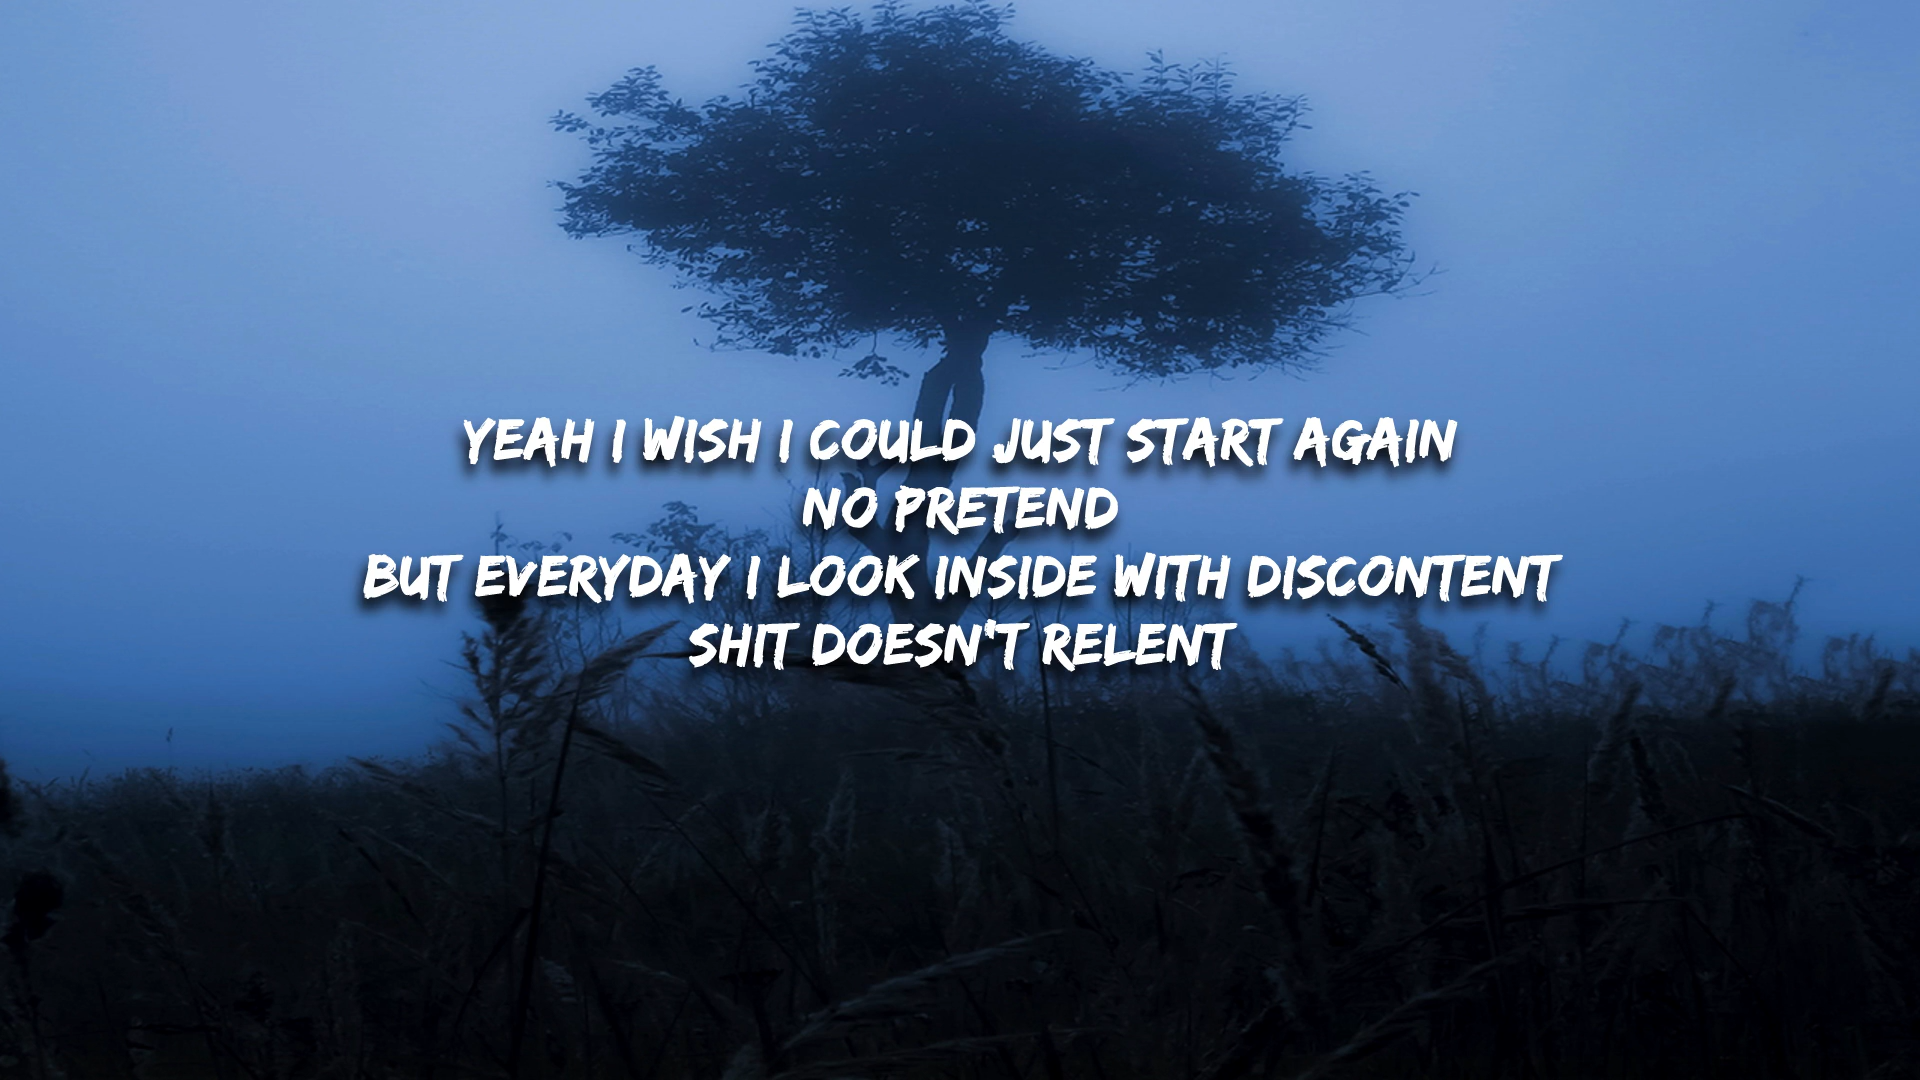 YEAH I WISH I COULD JUST START AGAIN
NO PRETEND
BUT EVERYDAY I LOOK INSIDE WITH DISCONTENT
SHIT DOESN'T RELENT